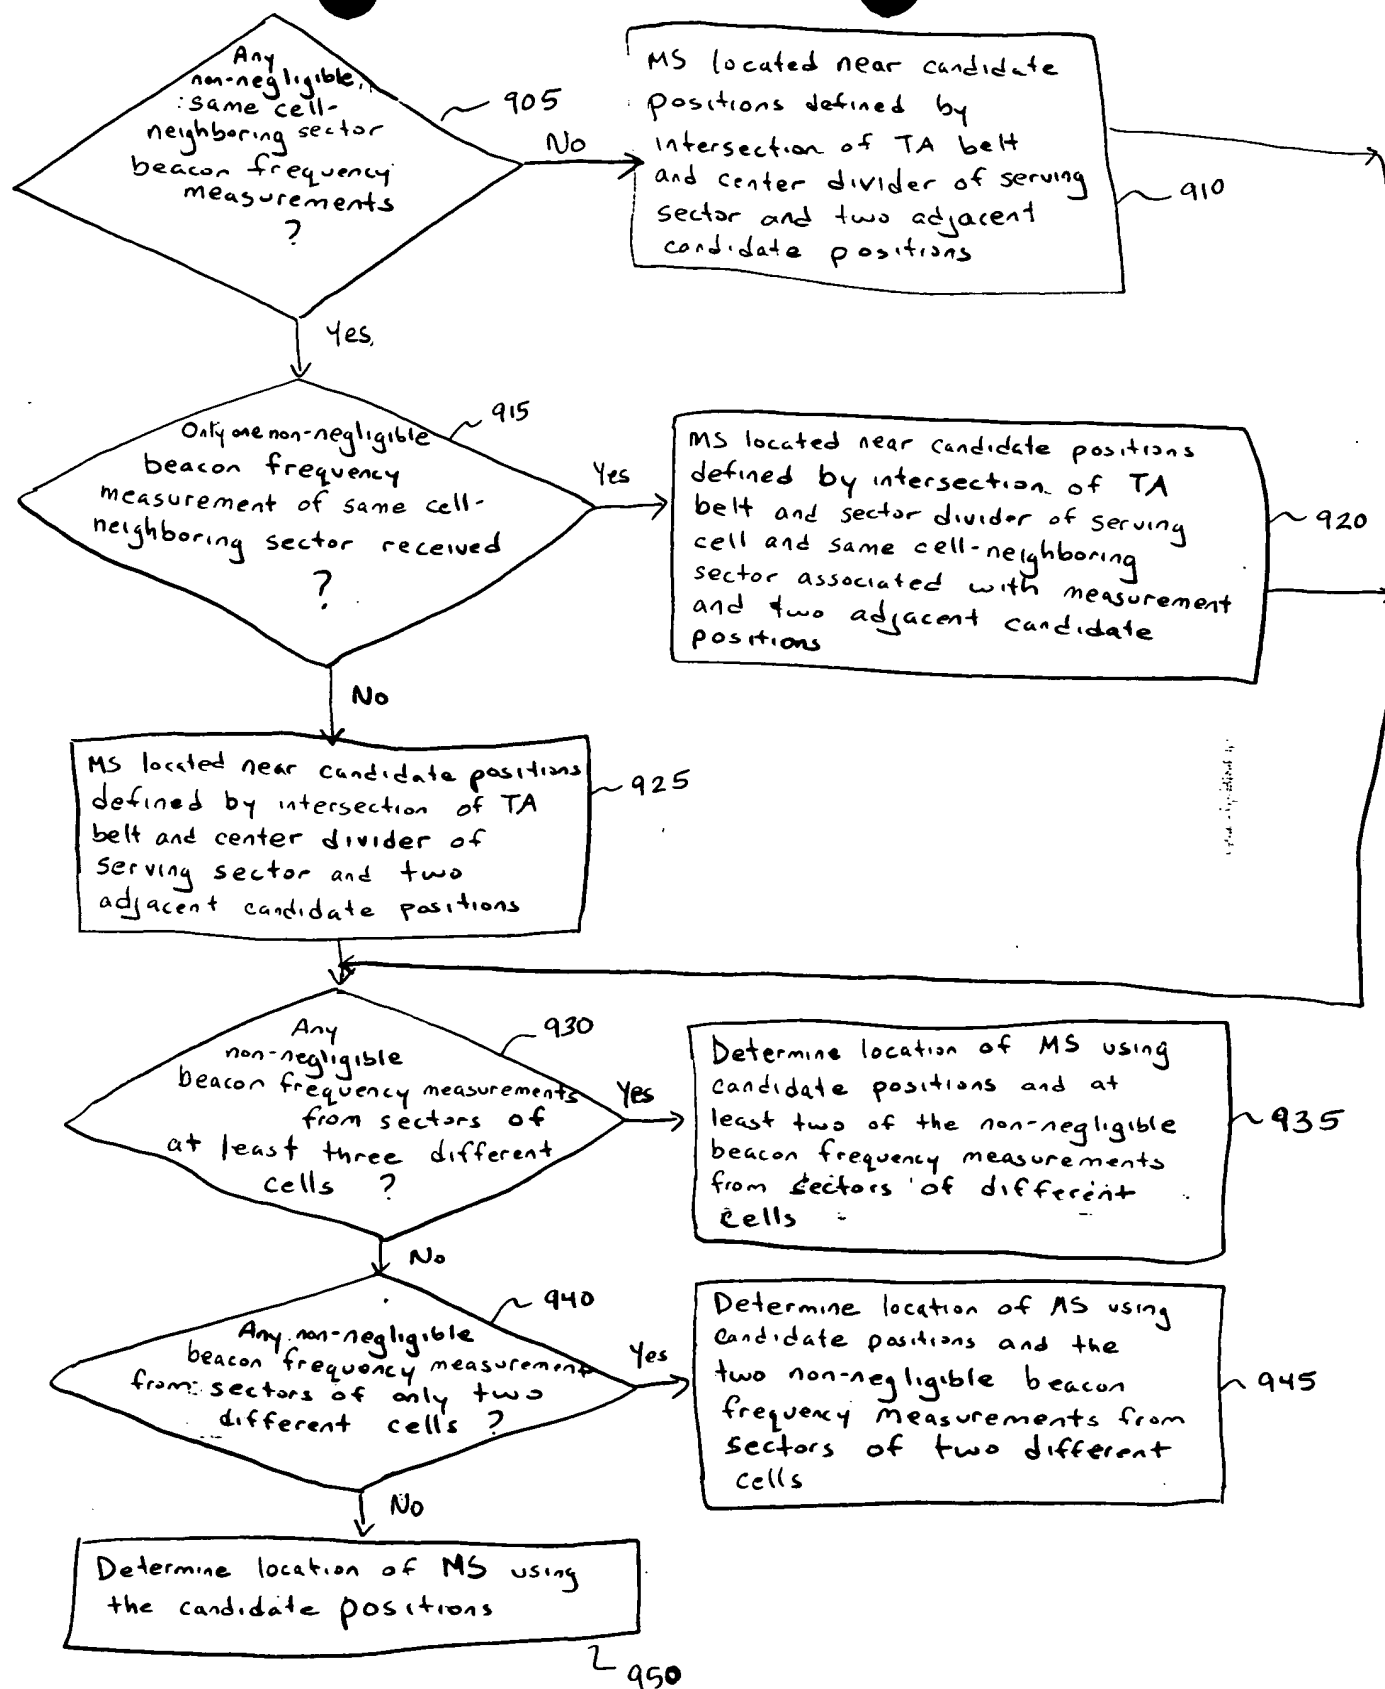 Any
non-negligible,
same cell-
neighboring sector
beacon frequency
measurements
?
905
No
Yes
MS located near candidate
positions defined by
intersection of TA belt
and center divider of serving
sector and two adjacent
candidate positions
910
Only one non-negligible
beacon frequency
measurement of same cell-
neighboring sector received
?
915
Yes
No
MS located near candidate positions
defined by intersection of TA
belt and sector divider of serving
cell and same cell-neighboring
sector associated with measurement
and two adjacent candidate
positions
920
MS located near candidate positions
defined by intersection of TA
belt and center divider of
serving sector and two
adjacent candidate positions
925
Any
non-negligible
beacon frequency measurements
from sectors of
at least three different
cells ?
930
Yes
No
Determine location of MS using
candidate positions and at
least two of the non-negligible
beacon frequency measurements
from sectors of different
cells
935
Any non-negligible
beacon frequency measurement
from sectors of only two
different cells ?
940
Yes
No
Determine location of MS using
candidate positions and the
two non-negligible beacon
frequency measurements from
sectors of two different
cells
945
Determine location of MS using
the candidate positions
950